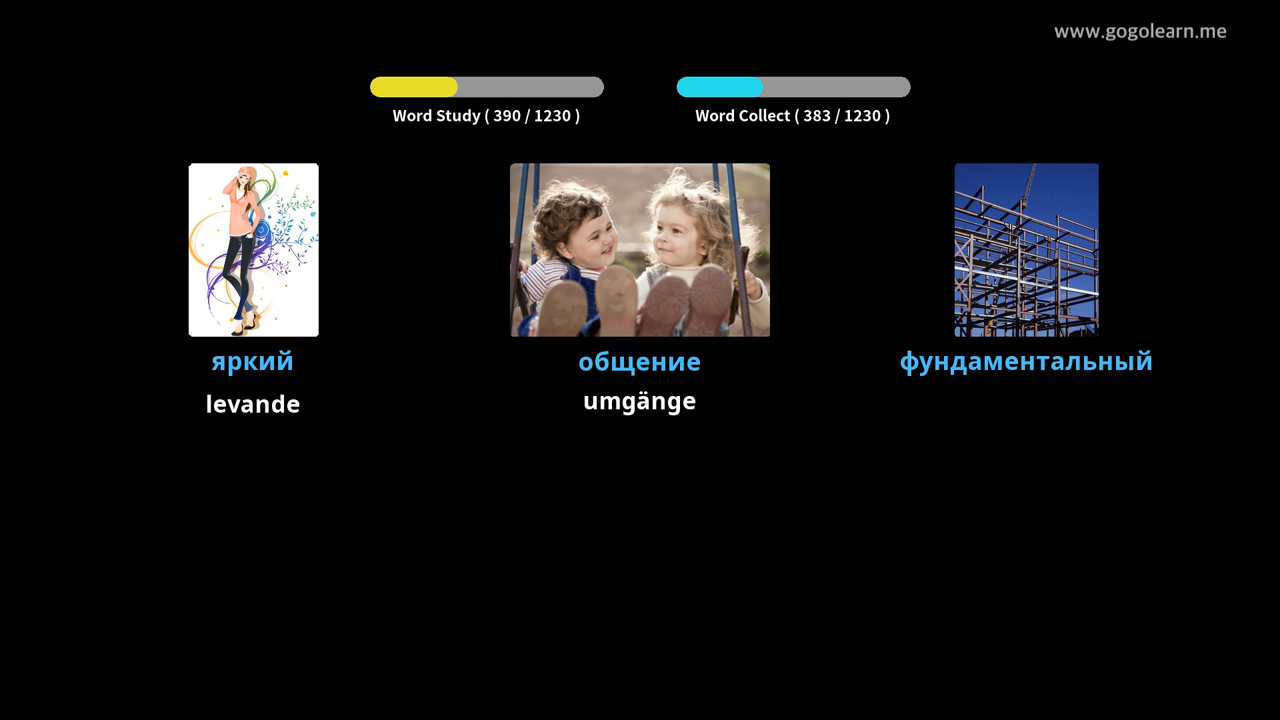 www.gogolearn.me
Word Study ( 390 / 1230 )
Word Collect ( 383 / 1230 )
яркий
общение
фундаментальный
levande
umgänge